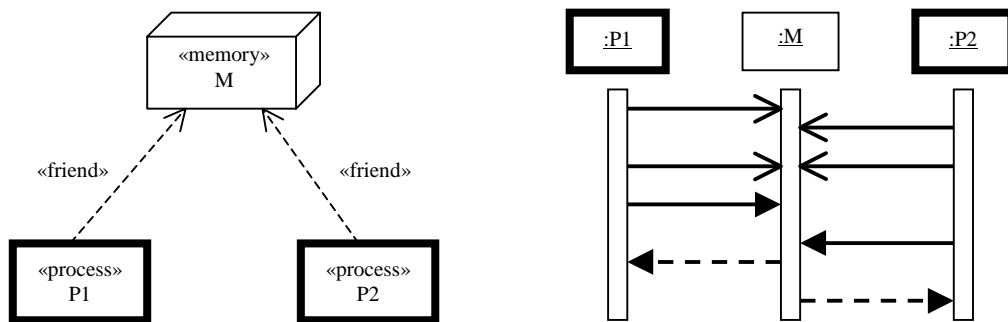 «memory»
M
«friend»
«friend»
«process»
P1
«process»
P2
:P1
:M
:P2